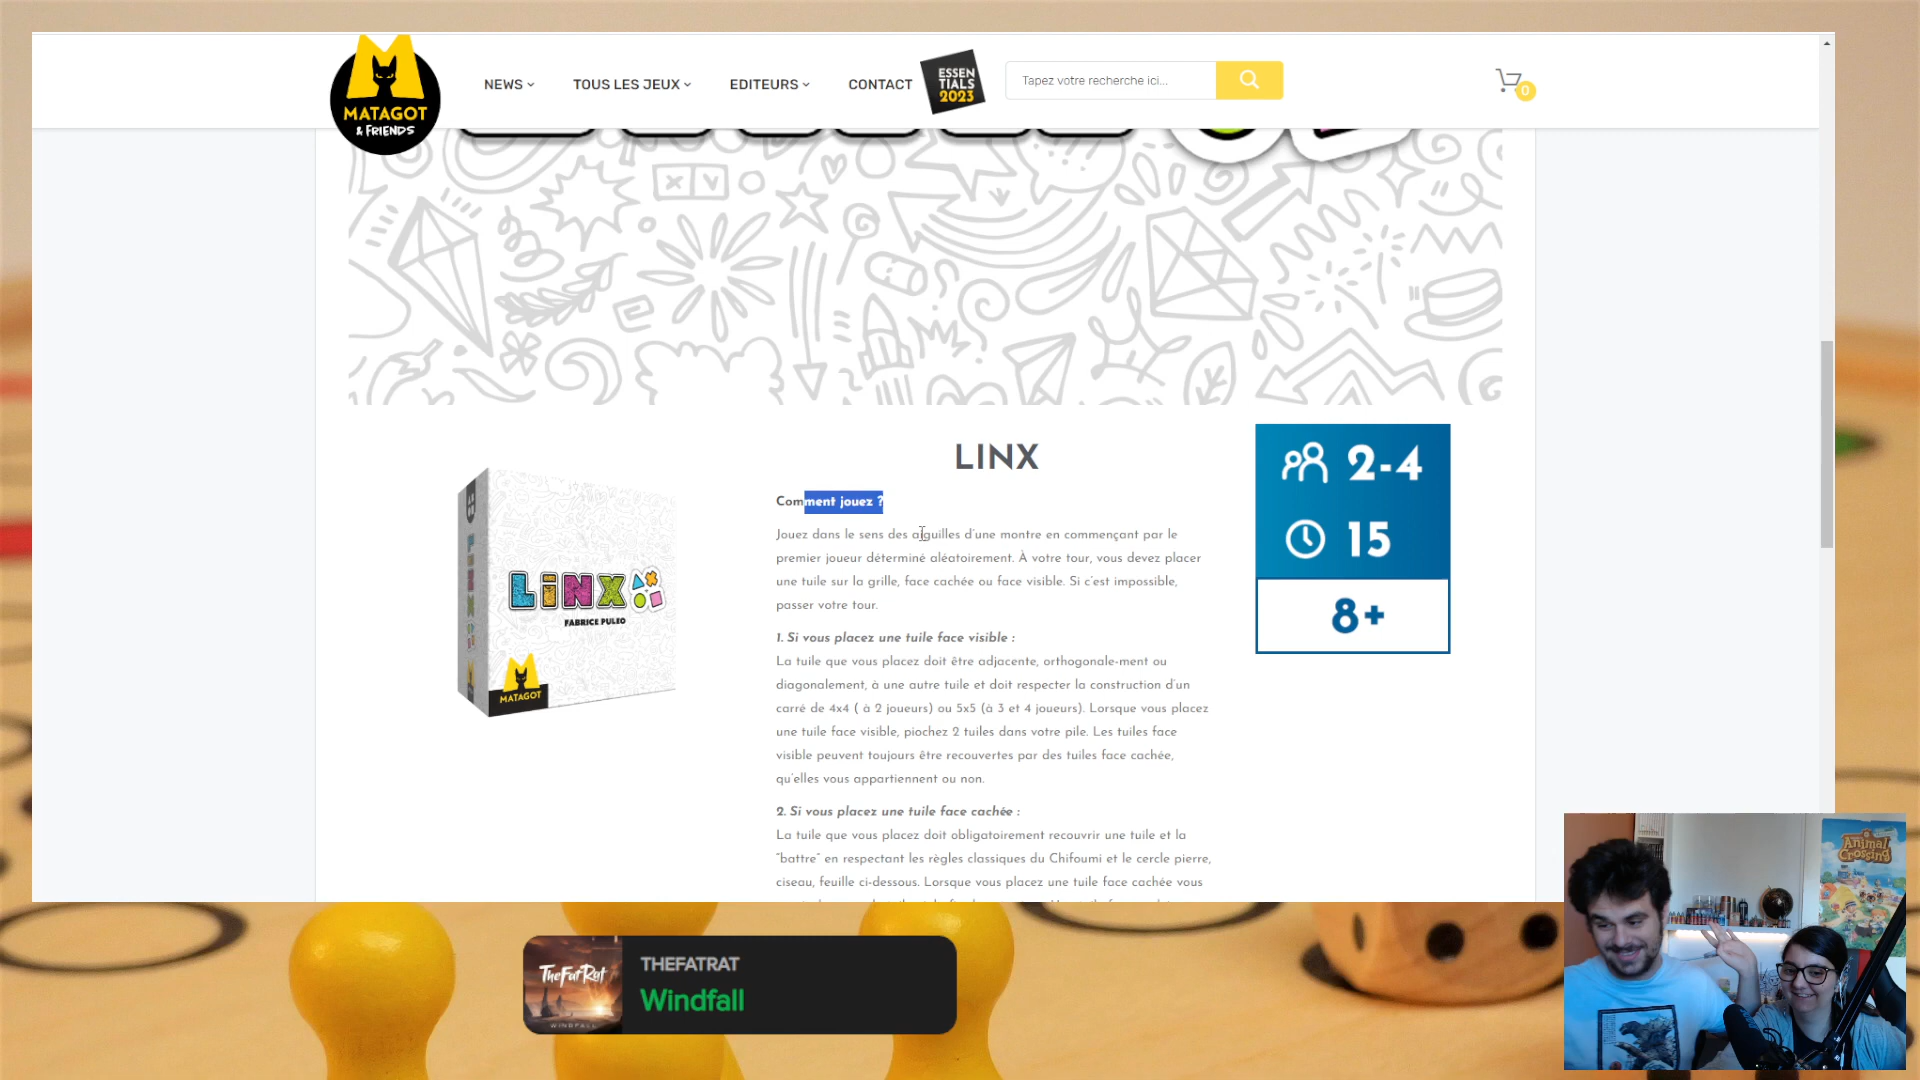 MATAGOT
& FRIENDS
NEWS
TOUS LES JEUX
EDITEURS
CONTACT
ESSEN
TIALS
2023
Tapez votre recherche ici...
0
X V
LINX
Comment jouez ?
Jouez dans le sens des aiguilles d’une montre en commençant par le
premier joueur déterminé aléatoirement. À votre tour, vous devez placer
une tuile sur la grille, face cachée ou face visible. Si c’est impossible,
passer votre tour.
1. Si vous placez une tuile face visible :
La tuile que vous placez doit être adjacente, orthogonale-ment ou
diagonalement, à une autre tuile et doit respecter la construction d’un
carré de 4x4 ( à 2 joueurs) ou 5x5 (à 3 et 4 joueurs). Lorsque vous placez
une tuile face visible, piochez 2 tuiles dans votre pile. Les tuiles face
visible peuvent toujours être recouvertes par des tuiles face cachée,
qu’elles vous appartiennent ou non.
2. Si vous placez une tuile face cachée :
La tuile que vous placez doit obligatoirement recouvrir une tuile et la
“battre” en respectant les règles classiques du Chifoumi et le cercle pierre,
ciseau, feuille ci-dessous. Lorsque vous placez une tuile face cachée vous
2-4
15
8+
LiNX
FABRICE PULEO
MATAGOT
TheFatRat
WINDFALL
THEFATRAT
Windfall
Animal
Crossing